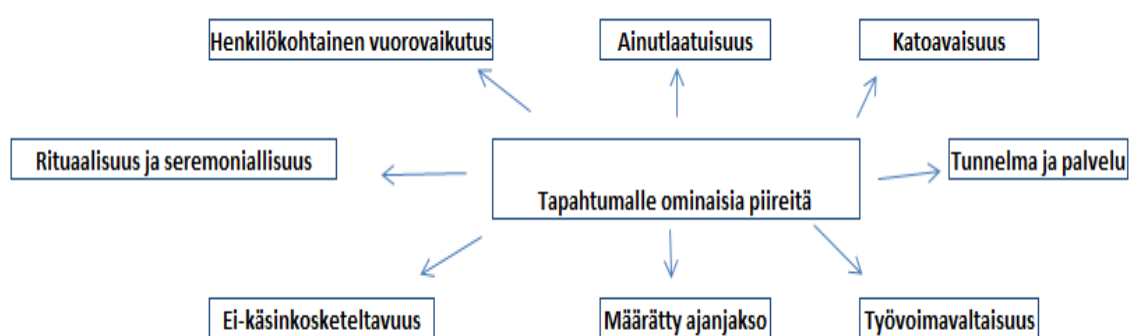 Henkilökohtainen vuorovaikutus
Ainutlaatuisuus
Katoavaisuus
Rituaalisuus ja seremoniallisuus
Tunnelma ja palvelu
Tapahtumalle ominaisia piireitä
Ei-käsinkosketeltavuus
Määrätty ajanjakso
Työvoimavaltaisuus